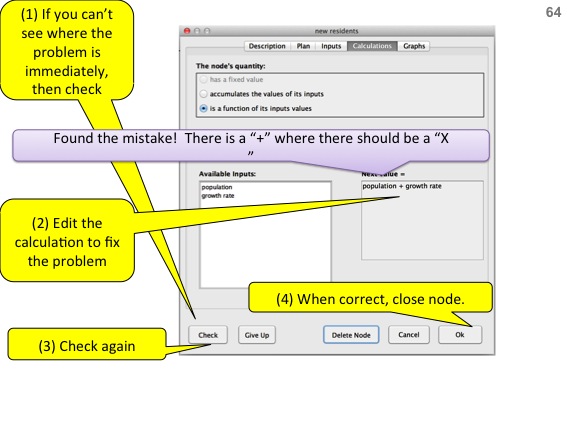 64
(1) If you can't
see where the
problem is
immediately,
then check
new residents
Description Plan Inputs Calculations Graphs
The node's quantity:
has a fixed value
accumulates the values of its inputs
is a function of its inputs values
Found the mistake! There is a "+" where there should be a "X
"
Available Inputs:
Next Value =
population
growth rate
population + growth rate
(2) Edit the
calculation to fix
the problem
(4) When correct, close node.
Check Give Up Delete Node Cancel Ok
(3) Check again